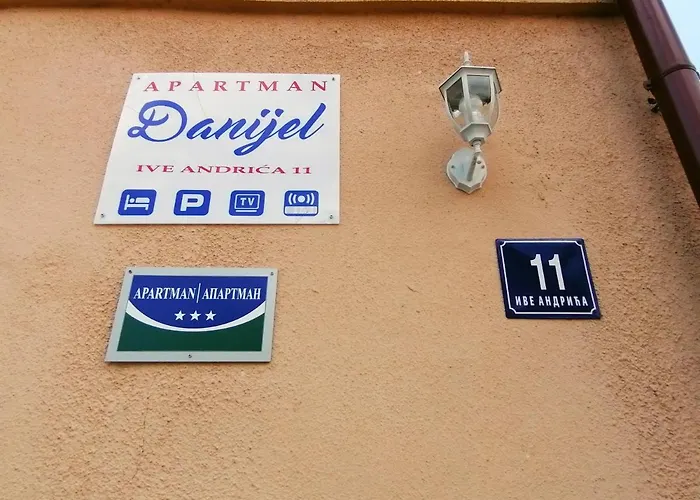 APARTMAN
Danijel
IVE ANDRIĆA 11
P
TV
APARTMAN | АПАРТМАН
11
ИВЕ АНДРИЋА